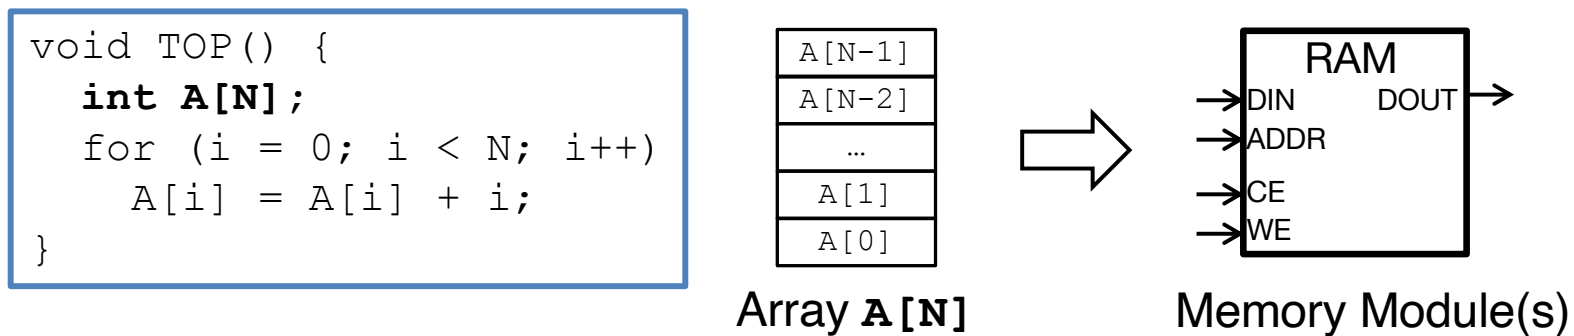 void TOP() {
  int A[N];
  for (i = 0; i < N; i++)
    A[i] = A[i] + i;
}
A[N-1]
A[N-2]
…
A[1]
A[0]
Array A[N]
RAM
DIN DOUT
ADDR
CE
WE
Memory Module(s)